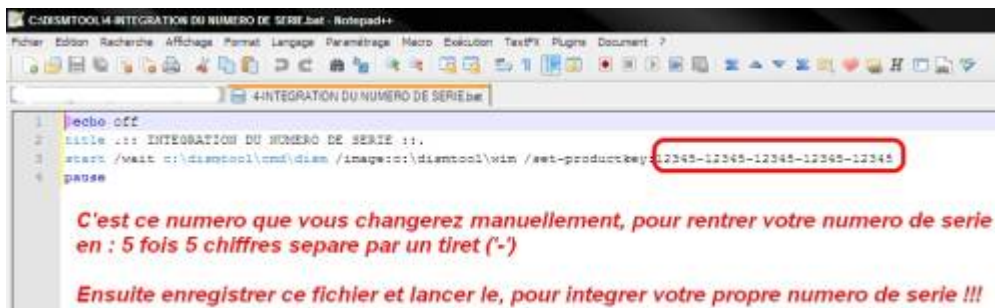 C:\DISMTOOL\4-INTEGRATION DU NUMERO DE SERIE.bat - Notepad++
Fichier Edition Recherche Affichage Format Langage Paramétrage Macro Exécution TextFX Plugins Document ?
4-INTEGRATION DU NUMERO DE SERIE.bat
1 @echo off
2 title .:: INTEGRATION DU NUMERO DE SERIE ::.
3 start /wait c:\dismtool\cmd\dism /image:c:\dismtool\wim /set-productkey:12345-12345-12345-12345-12345
4 pause
C'est ce numero que vous changerez manuellement, pour rentrer votre numero de serie
en : 5 fois 5 chiffres separe par un tiret ('-')
Ensuite enregistrer ce fichier et lancer le, pour integrer votre propre numero de serie !!!